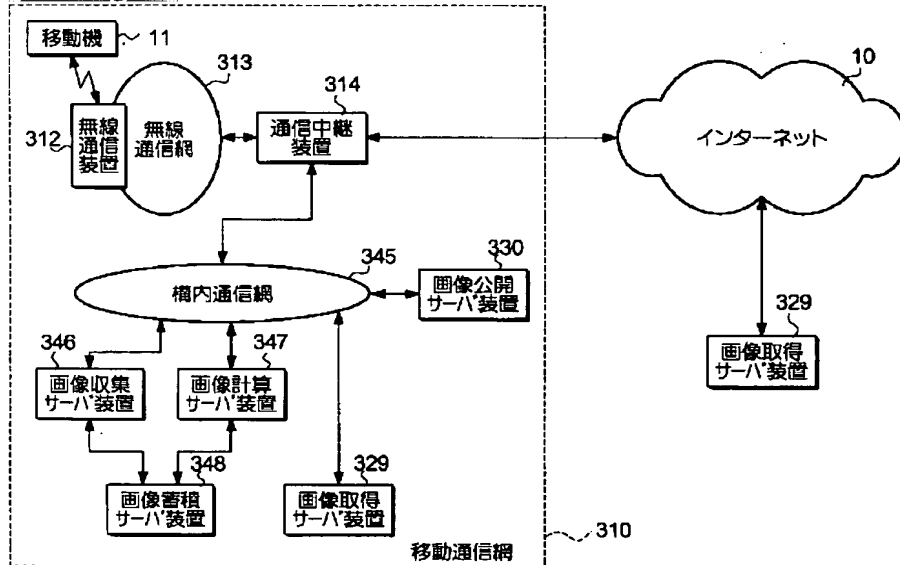 移動機
11
313
314
10
312
無線
通信
装置
無線
通信網
通信中継
装置
インターネット
345
330
構内通信網
画像公開
サーバ装置
346
347
329
画像収集
サーバ装置
画像計算
サーバ装置
画像取得
サーバ装置
348
329
画像蓄積
サーバ装置
画像取得
サーバ装置
310
移動通信網